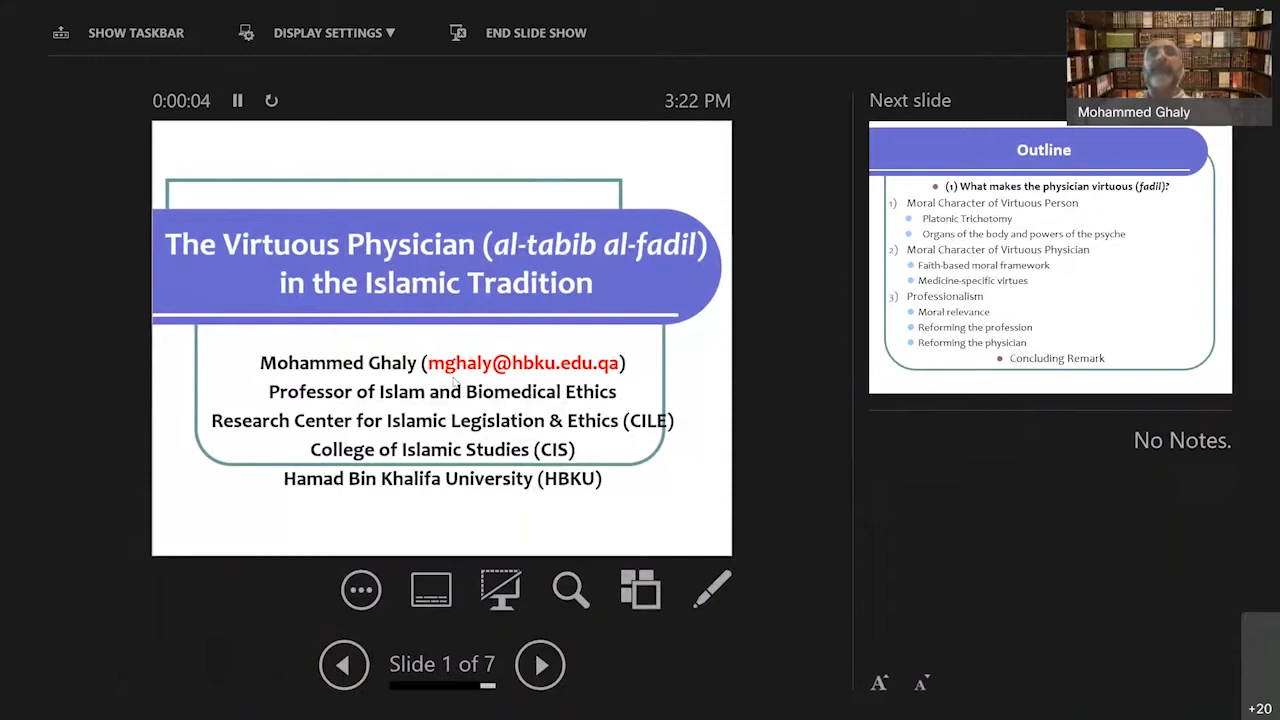 SHOW TASKBAR
DISPLAY SETTINGS ▼
END SLIDE SHOW
0:00:04
3:22 PM
The Virtuous Physician (al-tabib al-fadil)
in the Islamic Tradition
Mohammed Ghaly (mghaly@hbku.edu.qa)
Professor of Islam and Biomedical Ethics
Research Center for Islamic Legislation & Ethics (CILE)
College of Islamic Studies (CIS)
Hamad Bin Khalifa University (HBKU)
Slide 1 of 7
Next slide
Mohammed Ghaly
Outline
(1) What makes the physician virtuous (fadil)?
1) Moral Character of Virtuous Person
Platonic Trichotomy
Organs of the body and powers of the psyche
2) Moral Character of Virtuous Physician
Faith-based moral framework
Medicine-specific virtues
3) Professionalism
Moral relevance
Reforming the profession
Reforming the physician
Concluding Remark
No Notes.
A A
+20